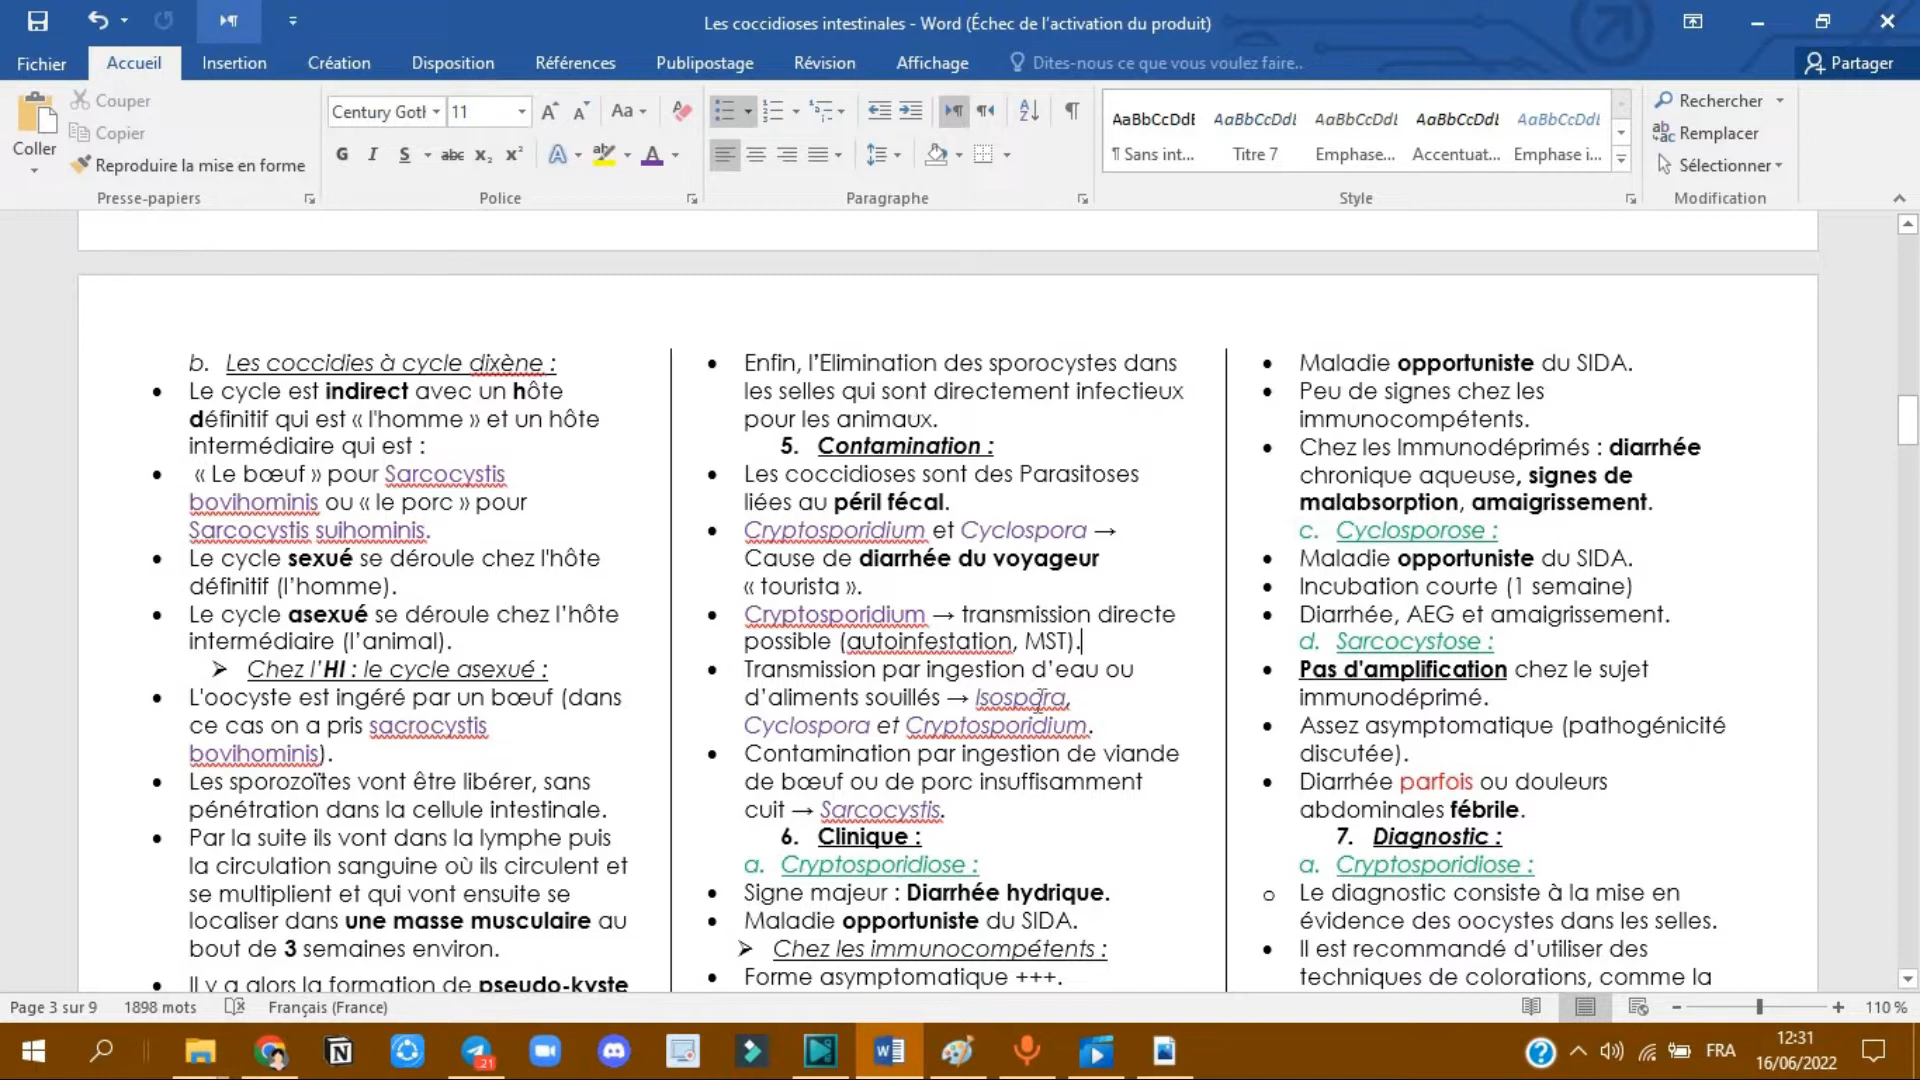 Les coccidioses intestinales - Word (Échec de l'activation du produit)
Fichier Accueil Insertion Création Disposition Références Publipostage Révision Affichage Dites-nous ce que vous voulez faire... Partager
Coller
Couper
Copier
Reproduire la mise en forme
Presse-papiers
Century Gotl 11
Aa
G I S abc x₂ x² A ab A
Police
Paragraphe
AaBbCcDdE AaBbCcDdE AaBbCcDdE AaBbCcDdE AaBbCcDdE
¶ Sans int... Titre 7 Emphase... Accentuat... Emphase i...
Style
Rechercher
Remplacer
Sélectionner
Modification
b. Les coccidies à cycle dixène :
• Le cycle est indirect avec un hôte
définitif qui est « l'homme » et un hôte
intermédiaire qui est :
• « Le bœuf » pour Sarcocystis
bovihominis ou « le porc » pour
Sarcocystis suihominis.
• Le cycle sexué se déroule chez l'hôte
définitif (l'homme).
• Le cycle asexué se déroule chez l'hôte
intermédiaire (l'animal).
➢ Chez l'HI : le cycle asexué :
• L'oocyste est ingéré par un bœuf (dans
ce cas on a pris sacrocystis
bovihominis).
• Les sporozoïtes vont être libérer, sans
pénétration dans la cellule intestinale.
• Par la suite ils vont dans la lymphe puis
la circulation sanguine où ils circulent et
se multiplient et qui vont ensuite se
localiser dans une masse musculaire au
bout de 3 semaines environ.
• Il y a alors la formation de pseudo-kyste
• Enfin, l'Elimination des sporocystes dans
les selles qui sont directement infectieux
pour les animaux.
5. Contamination :
• Les coccidioses sont des Parasitoses
liées au péril fécal.
• Cryptosporidium et Cyclospora →
Cause de diarrhée du voyageur
« tourista ».
• Cryptosporidium → transmission directe
possible (autoinfestation, MST).
• Transmission par ingestion d'eau ou
d'aliments souillés → Isospora,
Cyclospora et Cryptosporidium.
• Contamination par ingestion de viande
de bœuf ou de porc insuffisamment
cuit → Sarcocystis.
6. Clinique :
a. Cryptosporidiose :
• Signe majeur : Diarrhée hydrique.
• Maladie opportuniste du SIDA.
➢ Chez les immunocompétents :
• Forme asymptomatique +++.
• Maladie opportuniste du SIDA.
• Peu de signes chez les
immunocompétents.
• Chez les Immunodéprimés : diarrhée
chronique aqueuse, signes de
malabsorption, amaigrissement.
c. Cyclosporose :
• Maladie opportuniste du SIDA.
• Incubation courte (1 semaine)
• Diarrhée, AEG et amaigrissement.
d. Sarcocystose :
• Pas d'amplification chez le sujet
immunodéprimé.
• Assez asymptomatique (pathogénicité
discutée).
• Diarrhée parfois ou douleurs
abdominales fébrile.
7. Diagnostic :
a. Cryptosporidiose :
o Le diagnostic consiste à la mise en
évidence des oocystes dans les selles.
• Il est recommandé d'utiliser des
techniques de colorations, comme la
Page 3 sur 9 1898 mots Français (France) 110 %
21
FRA
12:31
16/06/2022